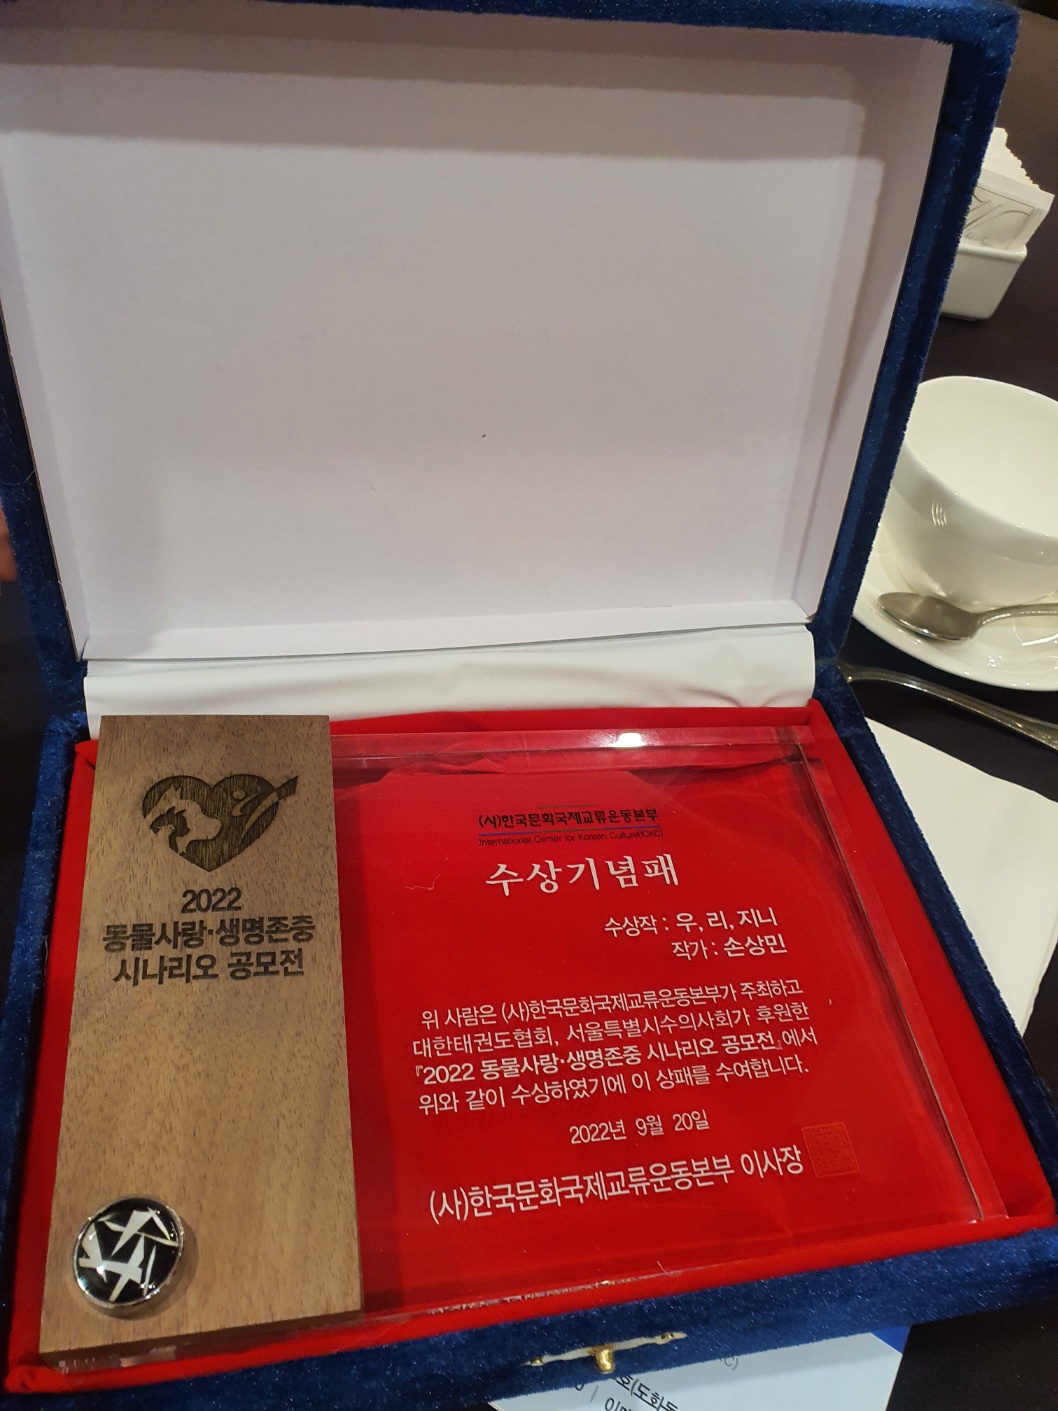 2022
동물사랑·생명존중
시나리오 공모전
(사)한국문화국제교류운동본부
International Center for Korean Culture(ICKC)
수상기념패
수상작 : 우, 리, 지니
작가 : 손상민
위 사람은 (사)한국문화국제교류운동본부가 주최하고
대한태권도협회, 서울특별시수의사회가 후원한
『2022 동물사랑·생명존중 시나리오 공모전』에서
위와 같이 수상하였기에 이 상패를 수여합니다.
2022년 9월 20일
(사)한국문화국제교류운동본부 이사장
호(도화동